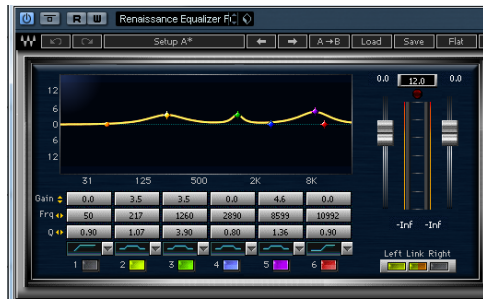 R W Renaissance Equalizer F
Setup A* A→B Load Save Flat
0.0 12.0 0.0
12
6
0
6
12
31 125 500 2K 8K
Gain 0.0 3.5 3.5 0.0 4.6 0.0
Frq 50 217 1260 2890 8599 10992
Q 0.90 1.07 3.90 0.80 1.36 0.90
-Inf -Inf
Left Link Right
1 2 3 4 5 6